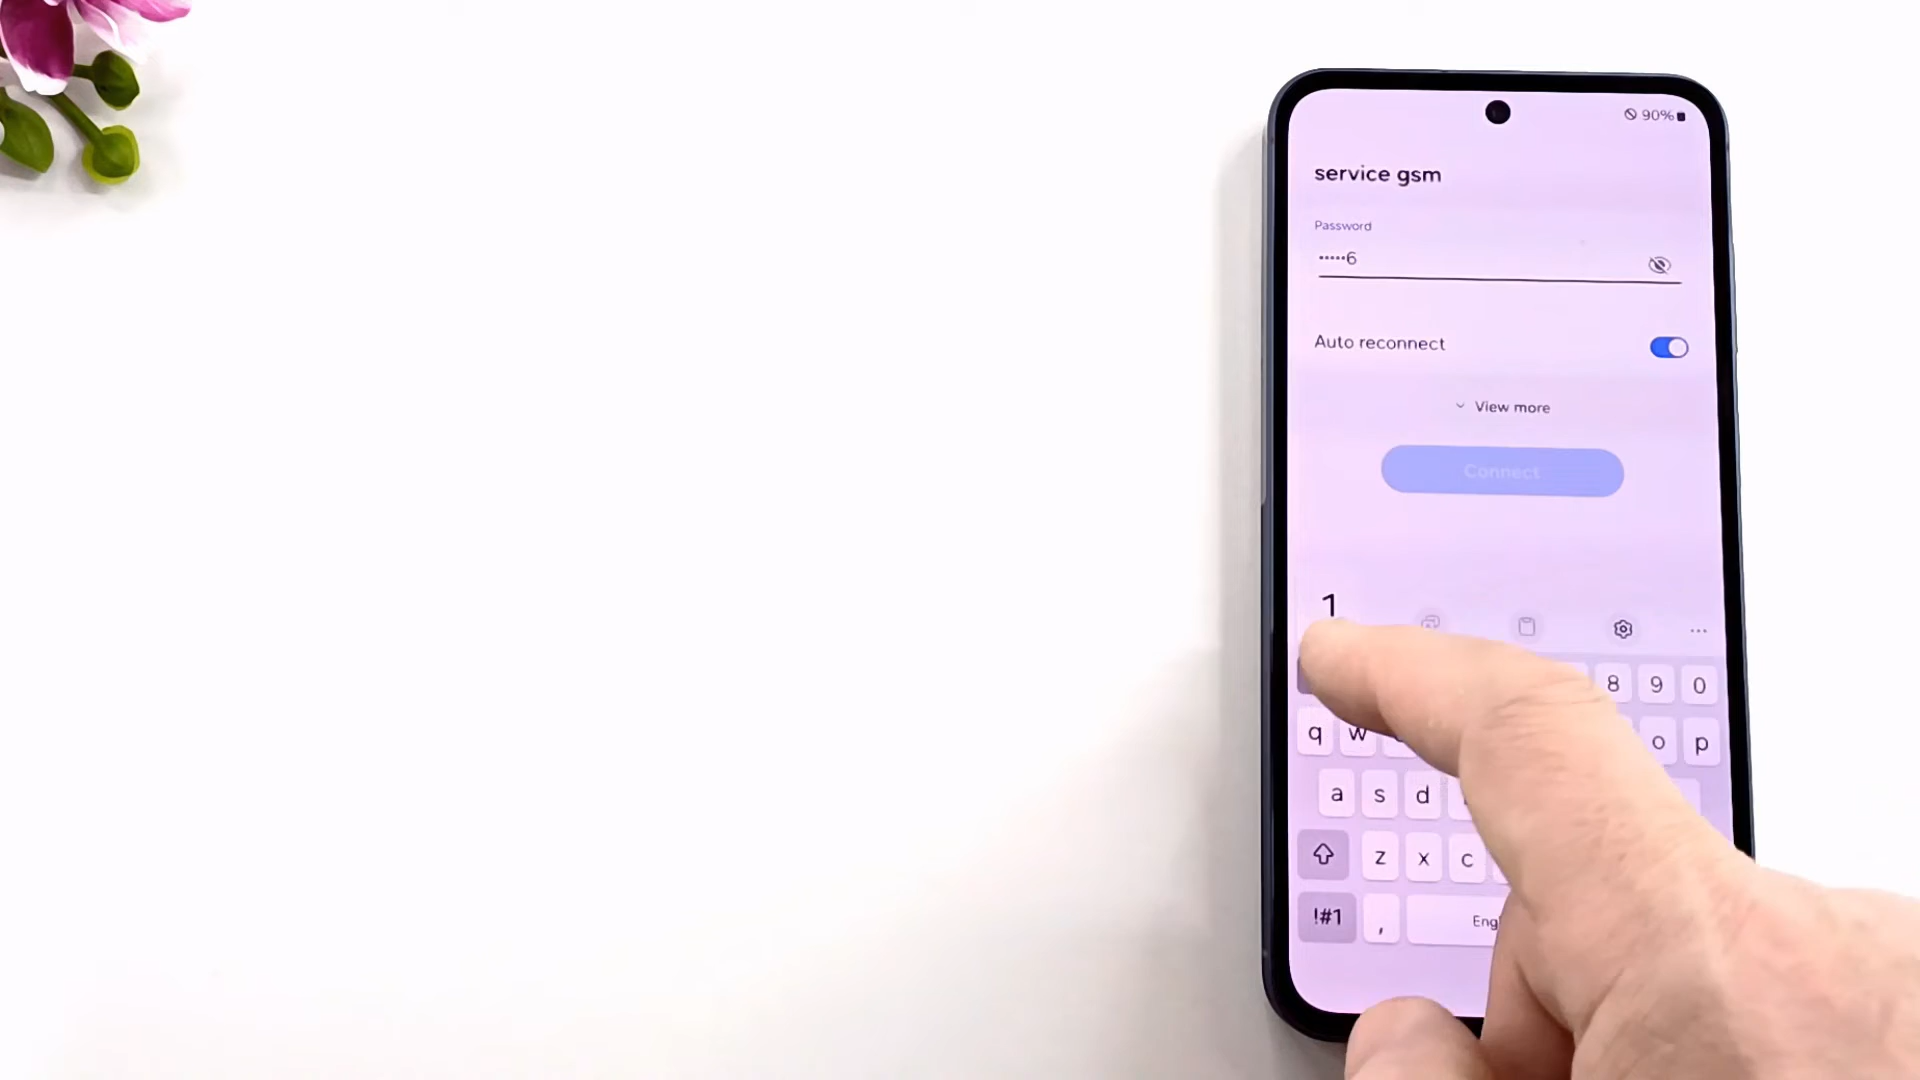 90%
service gsm
Password
•••••6
Auto reconnect
View more
Connect
1
8 9 0
q w o p
a s d
z x c
!#1 , Eng